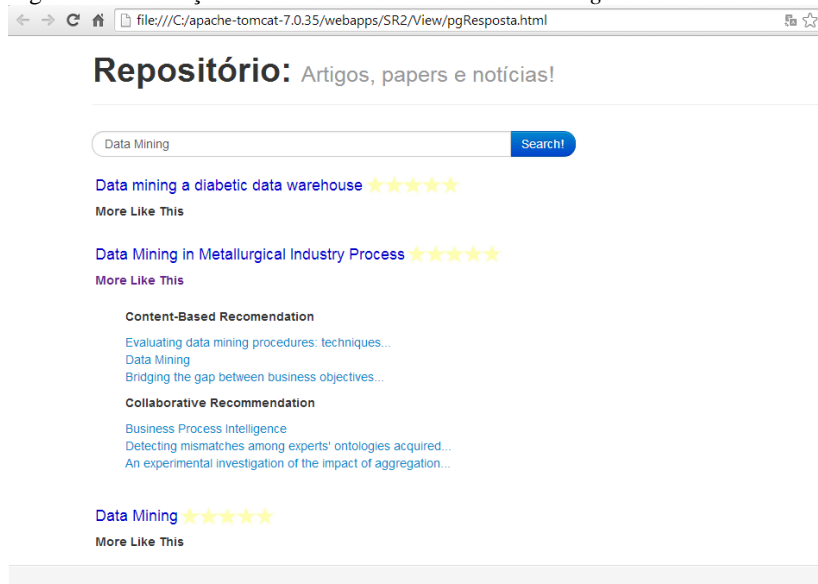 file:///C:/apache-tomcat-7.0.35/webapps/SR2/View/pgResposta.html
Repositório: Artigos, papers e notícias!
Data Mining Search!
Data mining a diabetic data warehouse
More Like This
Data Mining in Metallurgical Industry Process
More Like This
Content-Based Recomendation
Evaluating data mining procedures: techniques...
Data Mining
Bridging the gap between business objectives...
Collaborative Recommendation
Business Process Intelligence
Detecting mismatches among experts' ontologies acquired...
An experimental investigation of the impact of aggregation...
Data Mining
More Like This